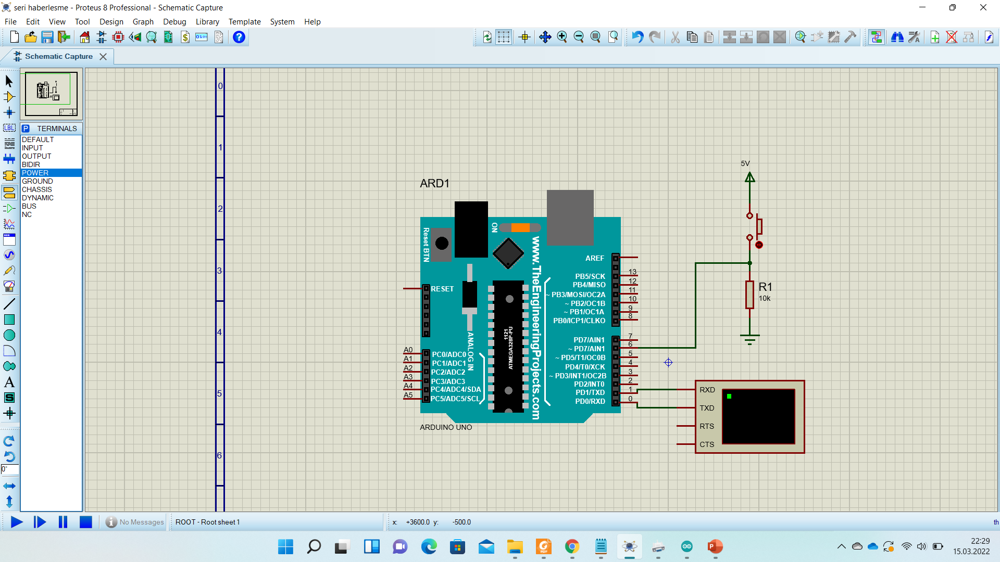 seri haberlesme - Proteus 8 Professional - Schematic Capture
File Edit View Tool Design Graph Debug Library Template System Help
Schematic Capture
TERMINALS
DEFAULT
INPUT
OUTPUT
BIDIR
POWER
GROUND
CHASSIS
DYNAMIC
BUS
NC
LBL
A
S
0°
0
1
2
3
4
5
6
ARD1
Reset BTN
ON
www.TheEngineeringProjects.com
RESET
ANALOG IN
1121
ATMEGA328P-PU
A0 PC0/ADC0
A1 PC1/ADC1
A2 PC2/ADC2
A3 PC3/ADC3
A4 PC4/ADC4/SDA
A5 PC5/ADC5/SCL
AREF
PB5/SCK 13
PB4/MISO 12
~ PB3/MOSI/OC2A 11
~ PB2/OC1B 10
~ PB1/OC1A 9
PB0/ICP1/CLKO 8
PD7/AIN1 7
~ PD7/AIN1 6
~ PD5/T1/OC0B 5
PD4/T0/XCK 4
~ PD3/INT1/OC2B 3
PD2/INT0 2
PD1/TXD 1
PD0/RXD 0
ARDUINO UNO
5V
R1
10k
RXD
TXD
RTS
CTS
No Messages
ROOT - Root sheet 1
x: +3600.0 y: -500.0
th
22:29
15.03.2022